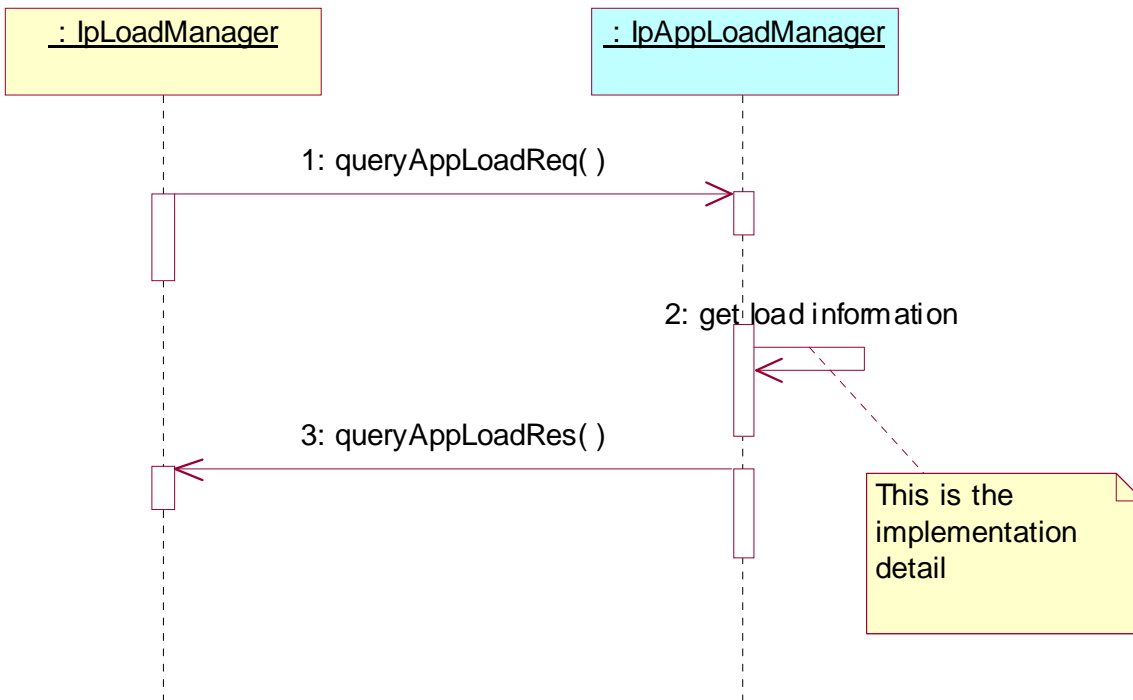 : IpLoadManager
: IpAppLoadManager
1: queryAppLoadReq( )
2: get load information
3: queryAppLoadRes( )
This is the
implementation
detail